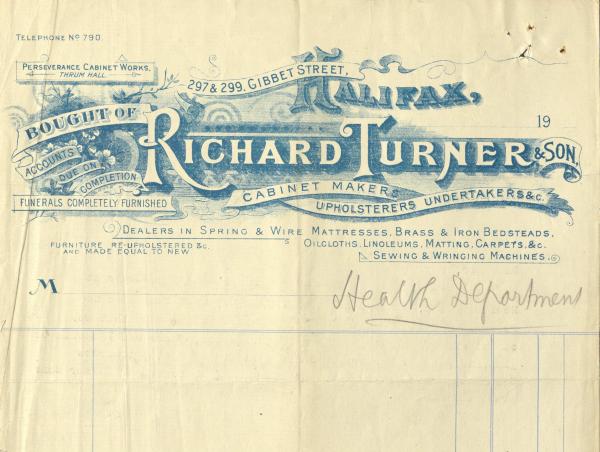 TELEPHONE No 790.
PERSEVERANCE CABINET WORKS,
THRUM HALL.
297 & 299, GIBBET STREET,
HALIFAX,
19
BOUGHT OF
RICHARD TURNER & SON,
ACCOUNTS
DUE ON
COMPLETION
CABINET MAKERS
UPHOLSTERERS UNDERTAKERS &C.
FUNERALS COMPLETELY FURNISHED
DEALERS IN SPRING & WIRE MATTRESSES, BRASS & IRON BEDSTEADS,
FURNITURE RE-UPHOLSTERED &c.
AND MADE EQUAL TO NEW
OILCLOTHS, LINOLEUMS, MATTING, CARPETS, &c.
SEWING & WRINGING MACHINES.
M
Health Department